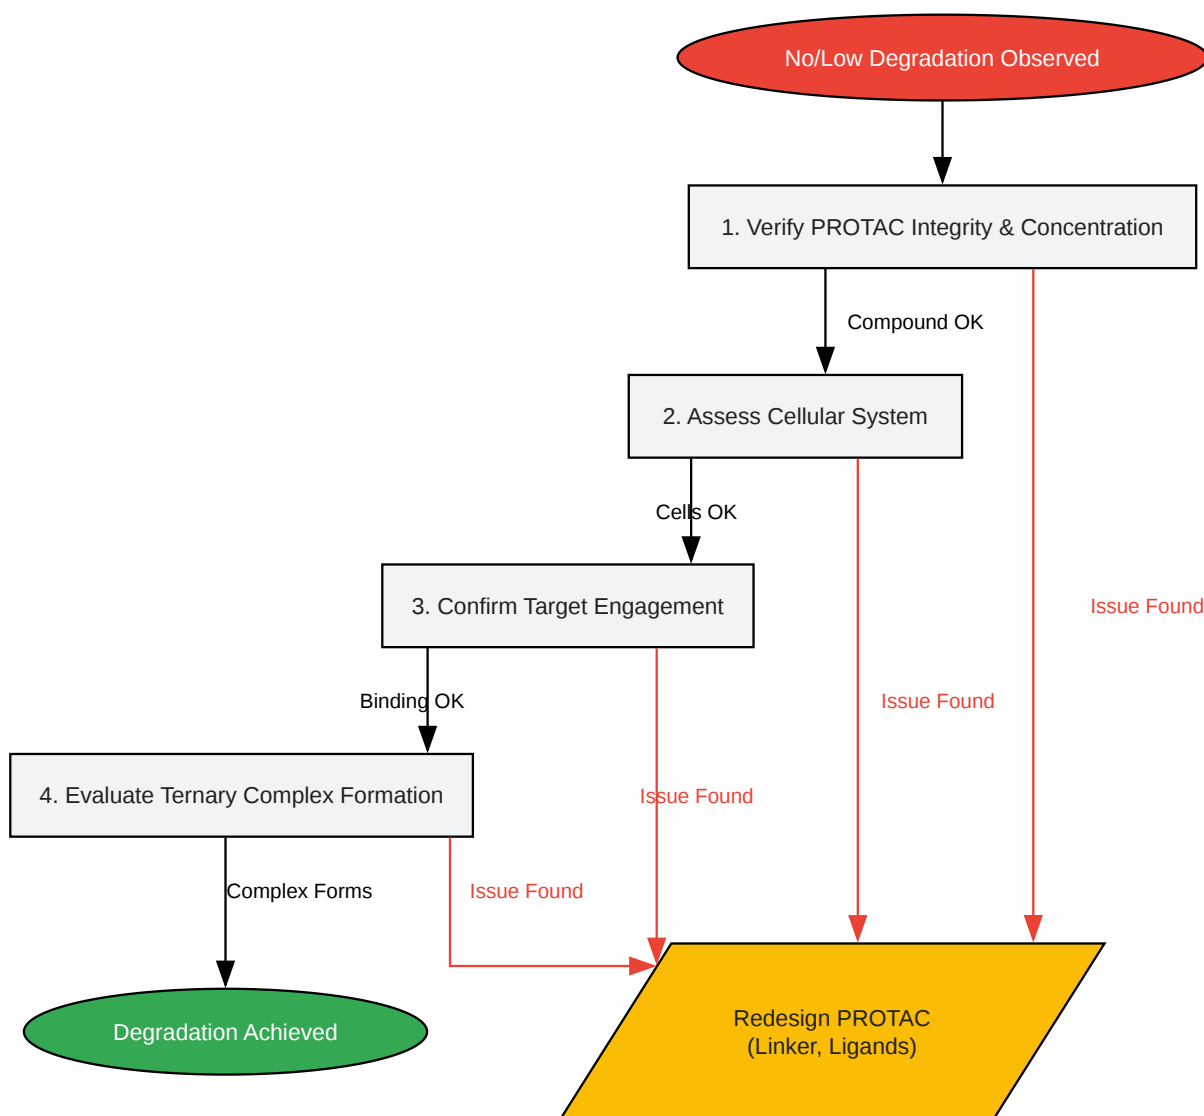 No/Low Degradation Observed
1. Verify PROTAC Integrity & Concentration
Compound OK
2. Assess Cellular System
Cells OK
3. Confirm Target Engagement
Issue Found
Binding OK
Issue Found
4. Evaluate Ternary Complex Formation
Issue Found
Complex Forms
Issue Found
Degradation Achieved
Redesign PROTAC
(Linker, Ligands)